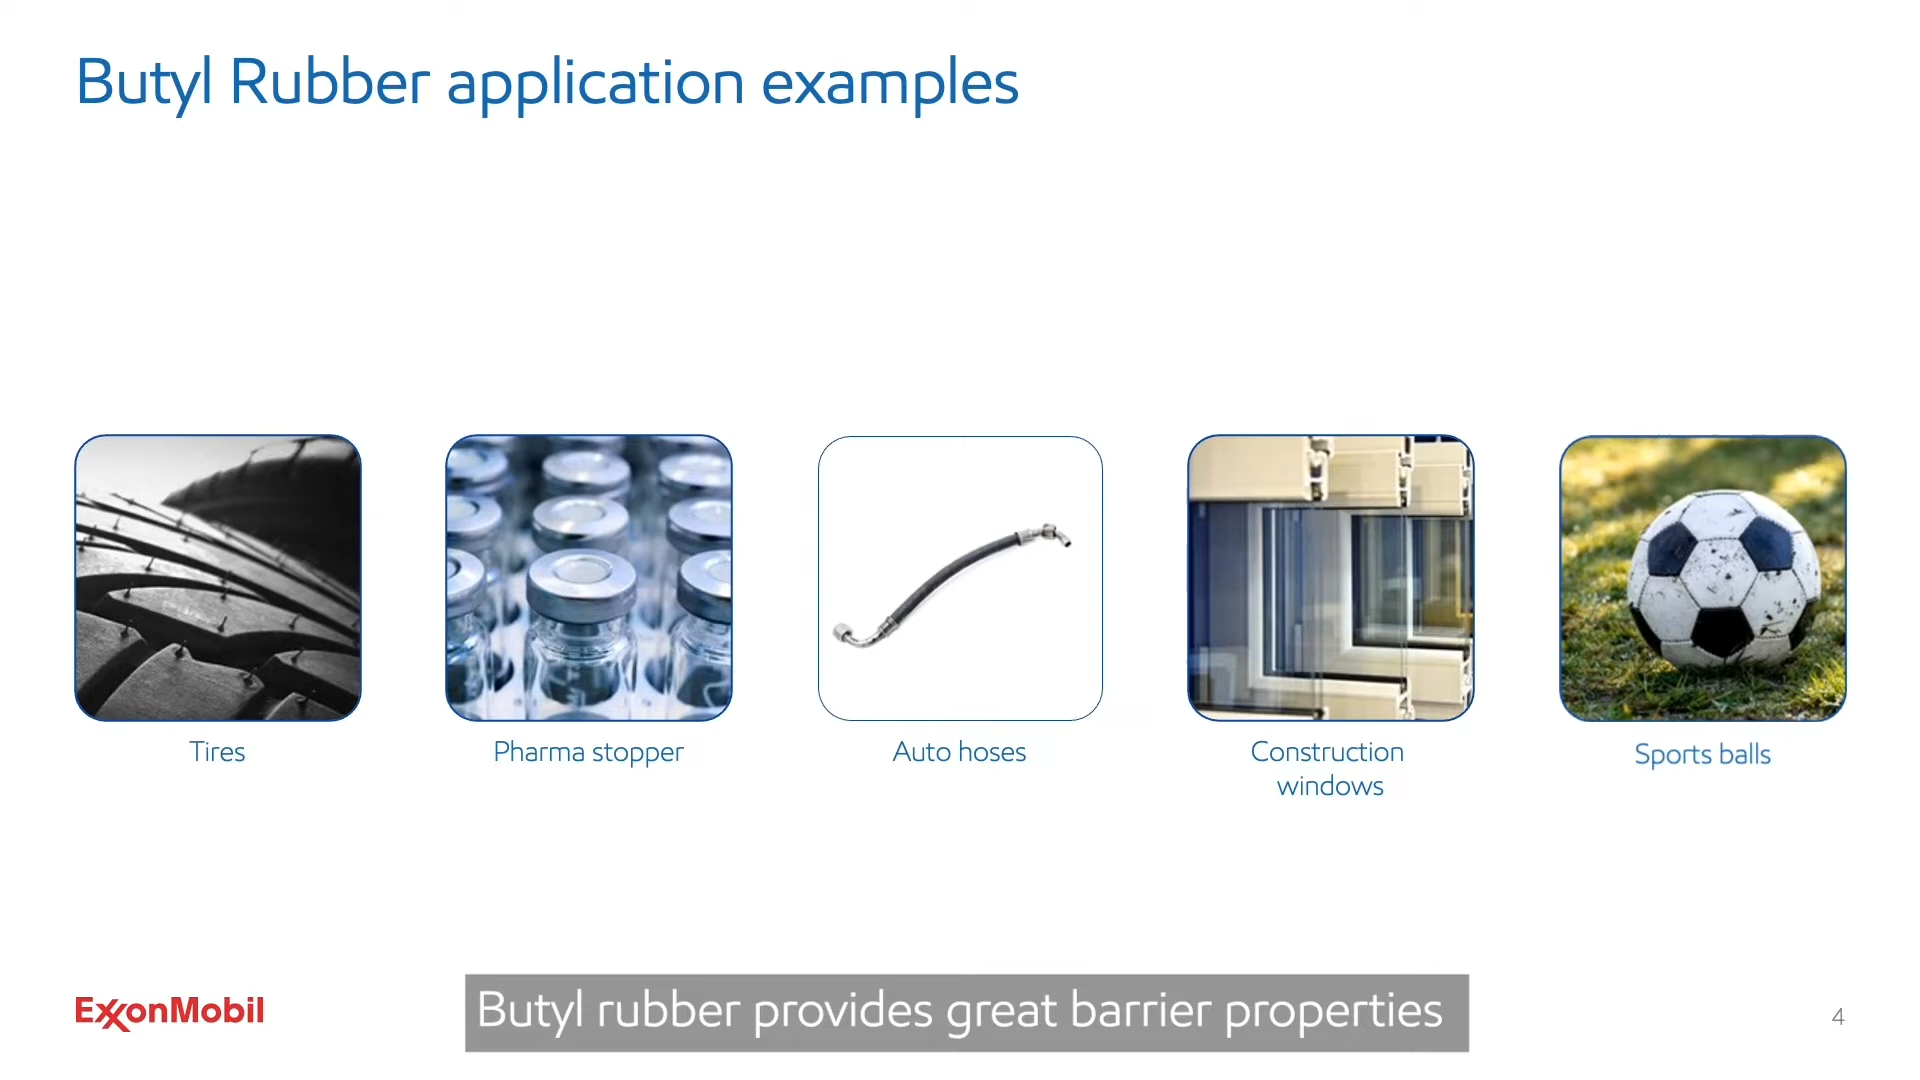 Butyl Rubber application examples
Tires
Pharma stopper
Auto hoses
Construction
windows
Sports balls
ExxonMobil
Butyl rubber provides great barrier properties
4